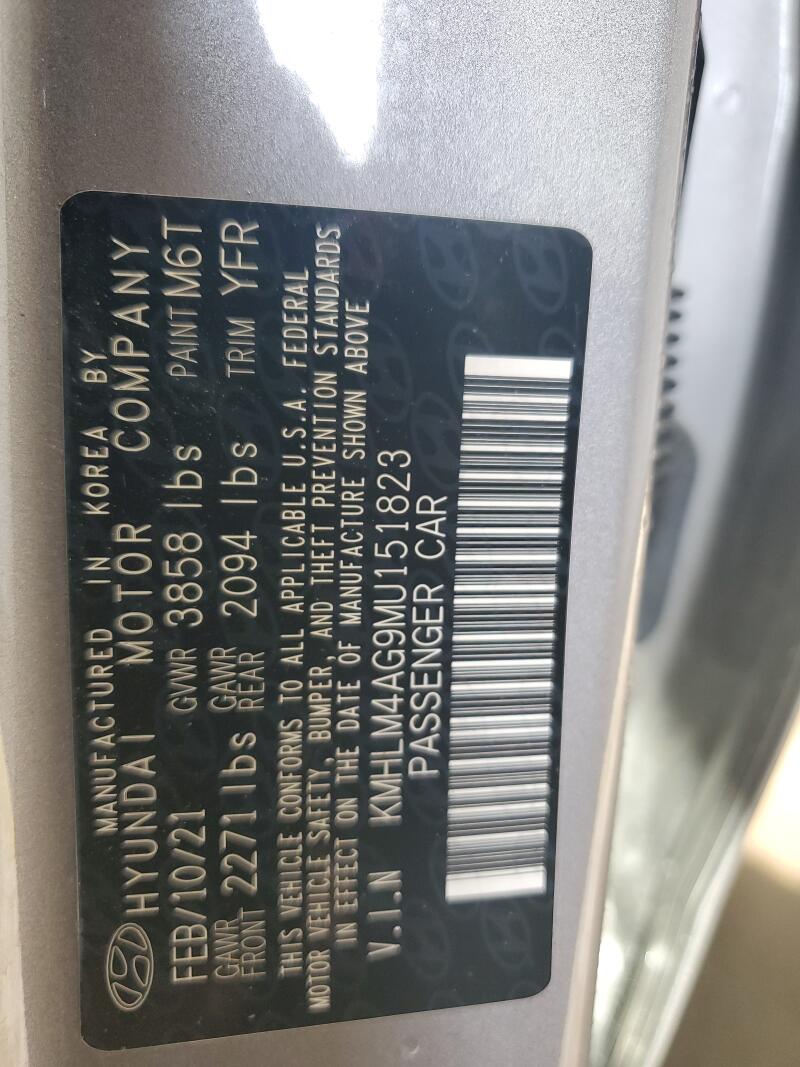 MANUFACTURED IN KOREA BY
HYUNDAI MOTOR COMPANY
FEB/10/21 GVWR 3858 lbs PAINT M6T
GAWR FRONT 2271 lbs GAWR REAR 2094 lbs TRIM YFR
THIS VEHICLE CONFORMS TO ALL APPLICABLE U.S.A. FEDERAL
MOTOR VEHICLE SAFETY, BUMPER, AND THEFT PREVENTION STANDARDS
IN EFFECT ON THE DATE OF MANUFACTURE SHOWN ABOVE
V.I.N KMHLM4AG9MU151823
PASSENGER CAR